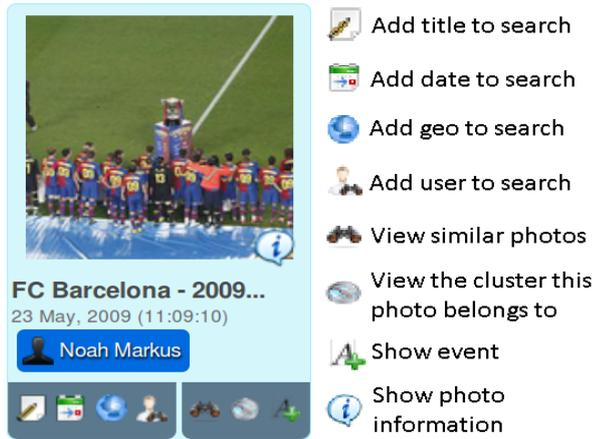 FC Barcelona - 2009...
23 May, 2009 (11:09:10)
Noah Markus
Add title to search
Add date to search
Add geo to search
Add user to search
View similar photos
View the cluster this
photo belongs to
Show event
Show photo
information